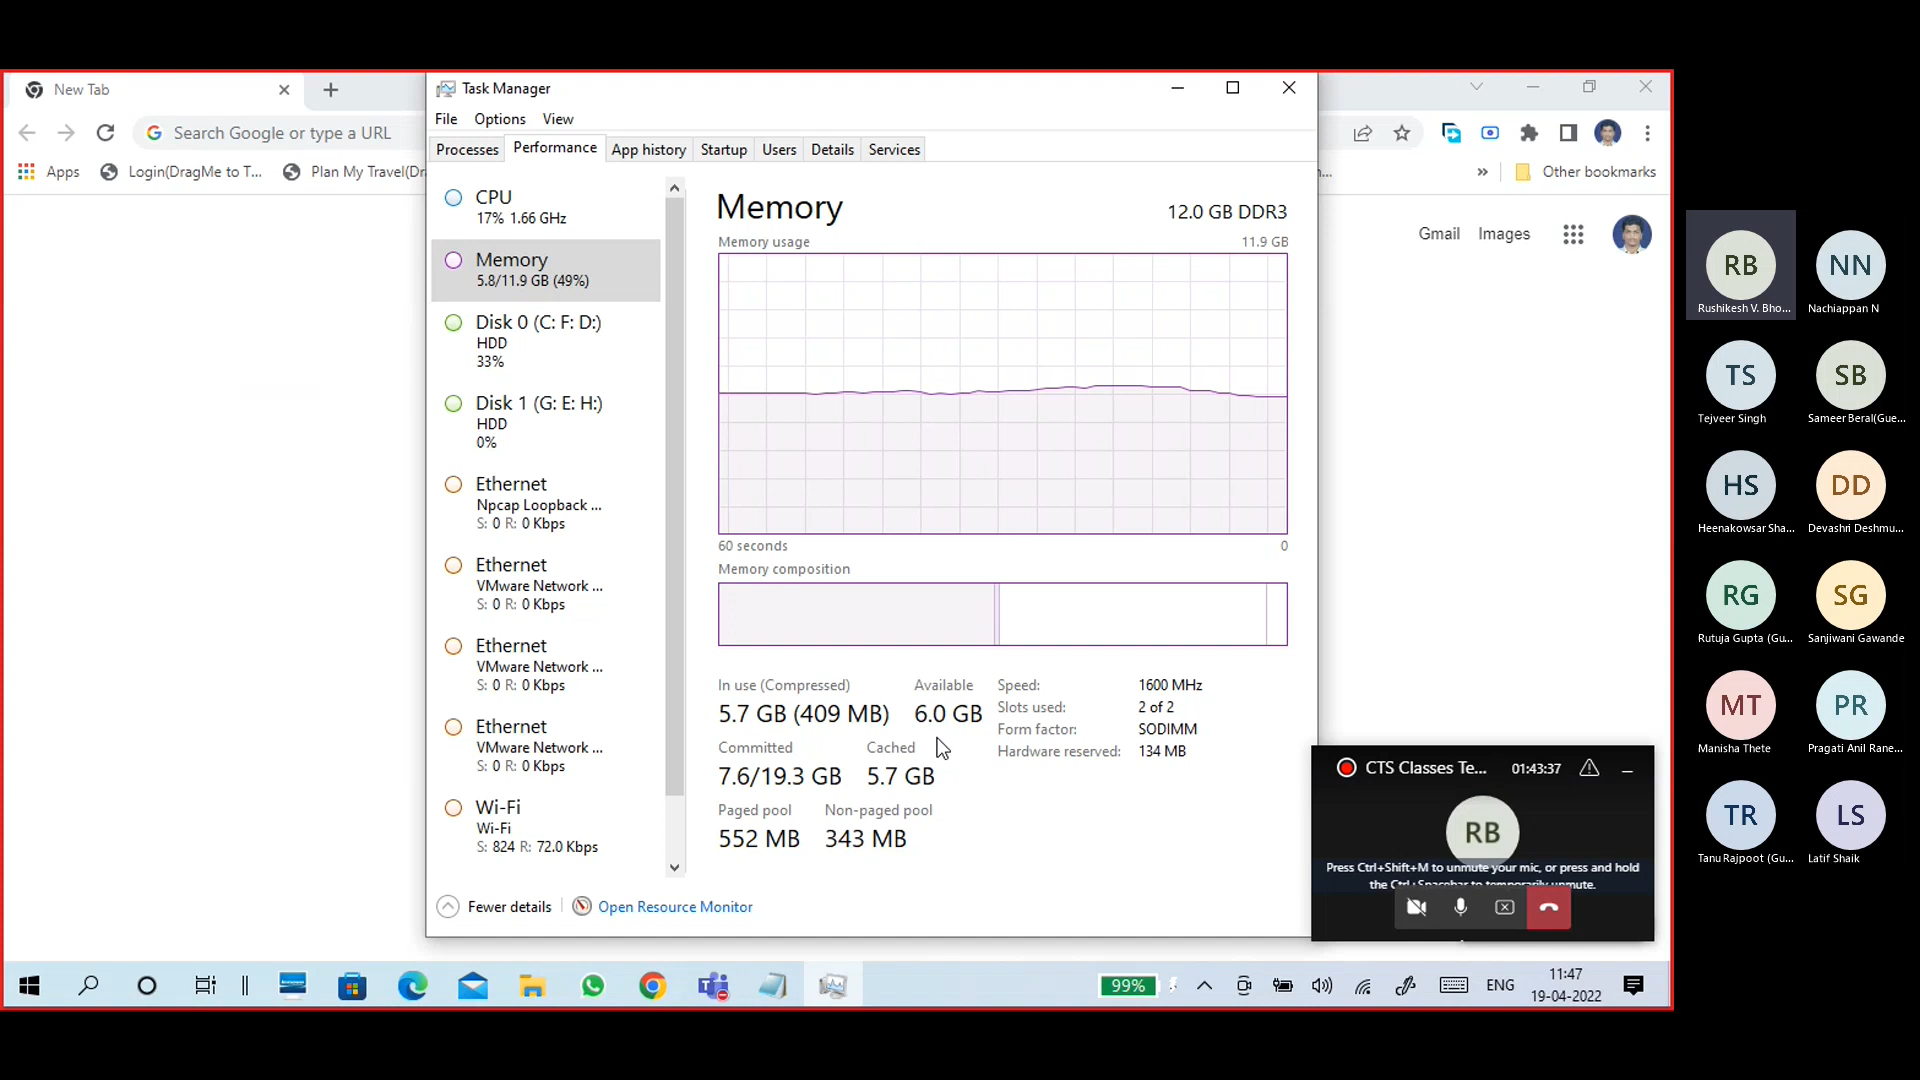 New Tab
Search Google or type a URL
Apps
Login(DragMe to T...
Plan My Travel(Dr
Task Manager
File Options View
Processes Performance App history Startup Users Details Services
CPU
17% 1.66 GHz
Memory
5.8/11.9 GB (49%)
Disk 0 (C: F: D:)
HDD
33%
Disk 1 (G: E: H:)
HDD
0%
Ethernet
Npcap Loopback ...
S: 0 R: 0 Kbps
Ethernet
VMware Network ...
S: 0 R: 0 Kbps
Ethernet
VMware Network ...
S: 0 R: 0 Kbps
Ethernet
VMware Network ...
S: 0 R: 0 Kbps
Wi-Fi
Wi-Fi
S: 824 R: 72.0 Kbps
Memory 12.0 GB DDR3
Memory usage 11.9 GB
60 seconds 0
Memory composition
In use (Compressed) Available
5.7 GB (409 MB) 6.0 GB
Committed Cached
7.6/19.3 GB 5.7 GB
Paged pool Non-paged pool
552 MB 343 MB
Speed: 1600 MHz
Slots used: 2 of 2
Form factor: SODIMM
Hardware reserved: 134 MB
Fewer details
Open Resource Monitor
n...
»
Other bookmarks
Gmail Images
CTS Classes Te... 01:43:37
RB
Press Ctrl+Shift+M to unmute your mic, or press and hold
the Ctrl+Spacebar to temporarily unmute.
99%
ENG
11:47
19-04-2022
RB
Rushikesh V. Bho...
NN
Nachiappan N
TS
Tejveer Singh
SB
Sameer Beral(Gue...
HS
Heenakowsar Sha...
DD
Devashri Deshmu...
RG
Rutuja Gupta (Gu...
SG
Sanjiwani Gawande
MT
Manisha Thete
PR
Pragati Anil Rane...
TR
Tanu Rajpoot (Gu...
LS
Latif Shaik